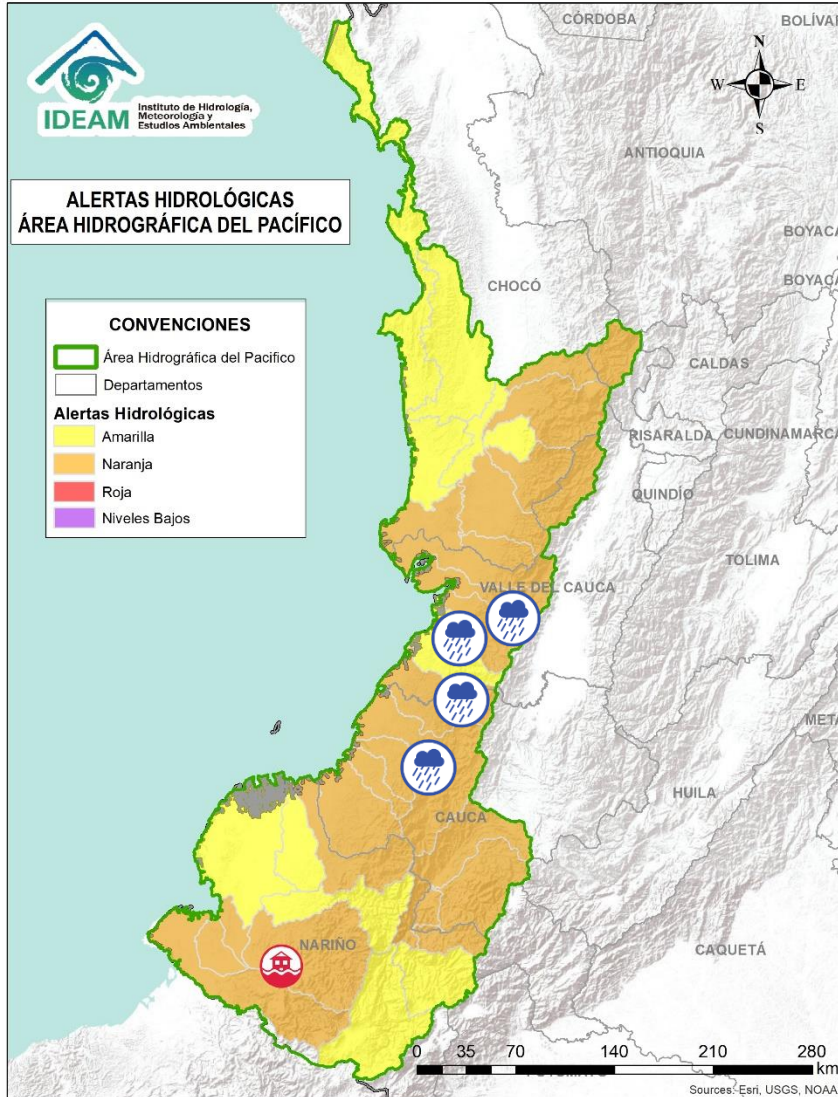 IDEAM
Instituto de Hidrología,
Meteorología y
Estudios Ambientales
ALERTAS HIDROLÓGICAS
ÁREA HIDROGRÁFICA DEL PACÍFICO
CONVENCIONES
Área Hidrográfica del Pacifico
Departamentos
Alertas Hidrológicas
Amarilla
Naranja
Roja
Niveles Bajos
N
W
E
S
CÓRDOBA
BOLÍVAR
ANTIOQUIA
BOYACÁ
BOYACÁ
CHOCÓ
CALDAS
RISARALDA
CUNDINAMARCA
QUINDÍO
TOLIMA
VALLE DEL CAUCA
META
HUILA
CAUCA
NARIÑO
CAQUETÁ
0 35 70 140 210 280
km
Sources: Esri, USGS, NOAA